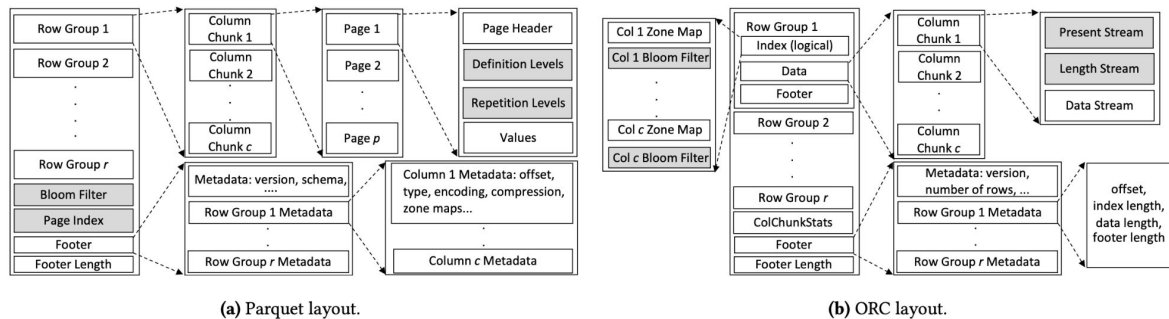 Row Group 1
Row Group 2
.
.
.
Row Group r
Bloom Filter
Page Index
Footer
Footer Length
Column
Chunk 1
Column
Chunk 2
.
.
Column
Chunk c
Page 1
Page 2
.
.
.
Page p
Page Header
Definition Levels
Repetition Levels
Values
Metadata: version, schema,
....
Row Group 1 Metadata
.
.
Row Group r Metadata
Column 1 Metadata: offset,
type, encoding, compression,
zone maps...
.
.
Column c Metadata
(a) Parquet layout.
Col 1 Zone Map
Col 1 Bloom Filter
.
.
.
Col c Zone Map
Col c Bloom Filter
Row Group 1
Index (logical)
Data
Footer
Row Group 2
.
.
.
Row Group r
ColChunkStats
Footer
Footer Length
Column
Chunk 1
Column
Chunk 2
.
.
Column
Chunk c
Present Stream
Length Stream
Data Stream
Metadata: version,
number of rows, ...
Row Group 1 Metadata
.
.
Row Group r Metadata
offset,
index length,
data length,
footer length
(b) ORC layout.